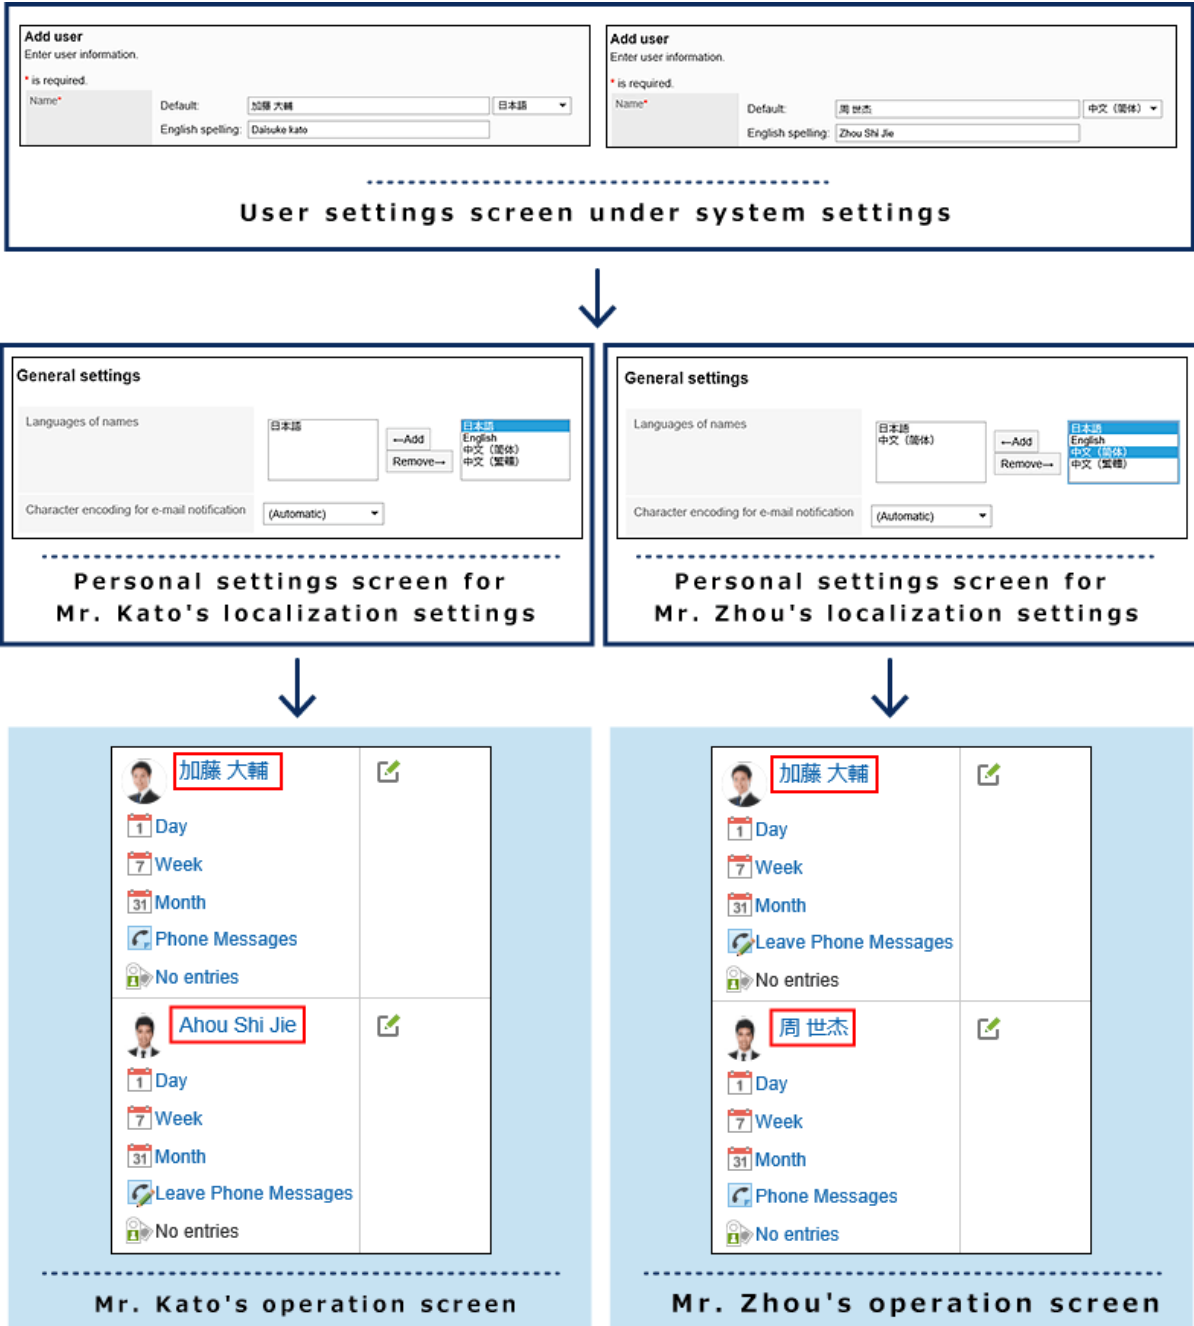 Add user
Enter user information.
* is required.
Name*
Default: 加藤 大輔 日本語
English spelling: Daisuke kato
Add user
Enter user information.
* is required.
Name*
Default: 周 世杰 中文（简体）
English spelling: Zhou Shi Jie
User settings screen under system settings
General settings
Languages of names
日本語
←Add
Remove→
日本語
English
中文（简体）
中文（繁體）
Character encoding for e-mail notification (Automatic)
Personal settings screen for
Mr. Kato's localization settings
General settings
Languages of names
日本語
中文（简体）
←Add
Remove→
日本語
English
中文（简体）
中文（繁體）
Character encoding for e-mail notification (Automatic)
Personal settings screen for
Mr. Zhou's localization settings
加藤 大輔
1 Day
7 Week
31 Month
Phone Messages
No entries
Ahou Shi Jie
1 Day
7 Week
31 Month
Leave Phone Messages
No entries
Mr. Kato's operation screen
加藤 大輔
1 Day
7 Week
31 Month
Leave Phone Messages
No entries
周 世杰
1 Day
7 Week
31 Month
Phone Messages
No entries
Mr. Zhou's operation screen